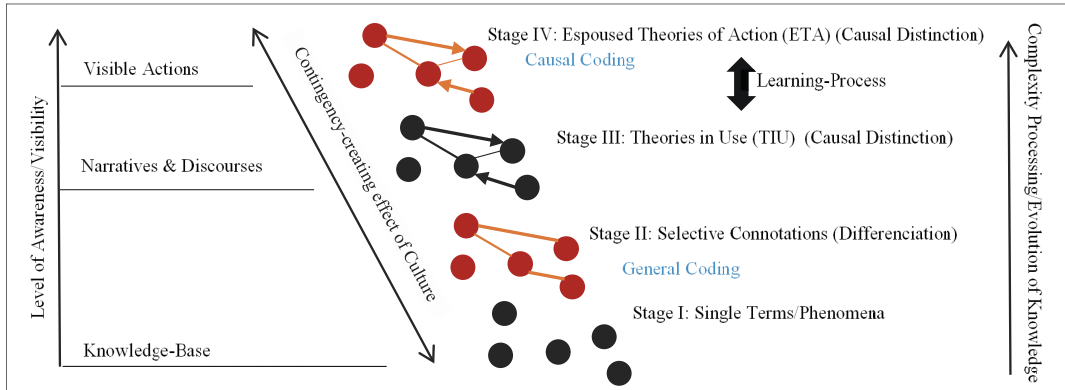 Level of Awareness/Visibility
Visible Actions
Narratives & Discourses
Knowledge-Base
Contingency-creating effect of Culture
Stage IV: Espoused Theories of Action (ETA) (Causal Distinction)
Causal Coding
Learning-Process
Stage III: Theories in Use (TIU) (Causal Distinction)
Stage II: Selective Connotations (Differenciation)
General Coding
Stage I: Single Terms/Phenomena
Complexity Processing/Evolution of Knowledge